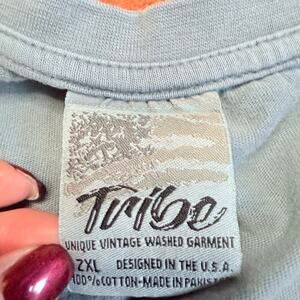 Tribe
UNIQUE VINTAGE WASHED GARMENT
2XL DESIGNED IN THE U.S.A.
100% COTTON-MADE IN PAKISTAN